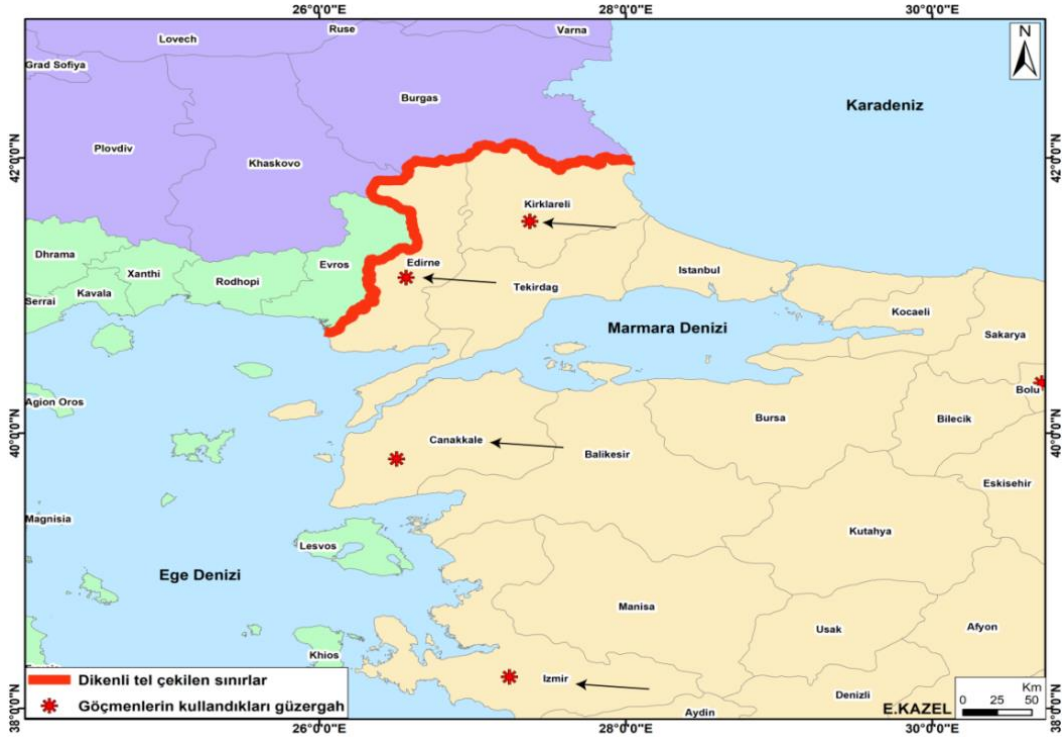 26°0'0"E
28°0'0"E
30°0'0"E
Ruse
Varna
Lovech
Grad Sofiya
N
Burgas
Karadeniz
Plovdiv
Khaskovo
42°0'0"N
42°0'0"N
Kirklareli
Dhrama
Xanthi
Evros
Edirne
Rodhopi
Istanbul
Kavala
Tekirdag
Serrai
Kocaeli
Marmara Denizi
Sakarya
Bolu
Agion Oros
Bursa
Bilecik
40°0'0"N
40°0'0"N
Canakkale
Balikesir
Eskisehir
Magnisia
Kutahya
Lesvos
Ege Denizi
Manisa
Usak
Afyon
Khios
Dikenli tel çekilen sınırlar
Izmir
Göçmenlerin kullandıkları güzergah
Denizli
Aydin
E.KAZEL
Km
0 25 50
38°0'0"N
38°0'0"N
26°0'0"E
28°0'0"E
30°0'0"E